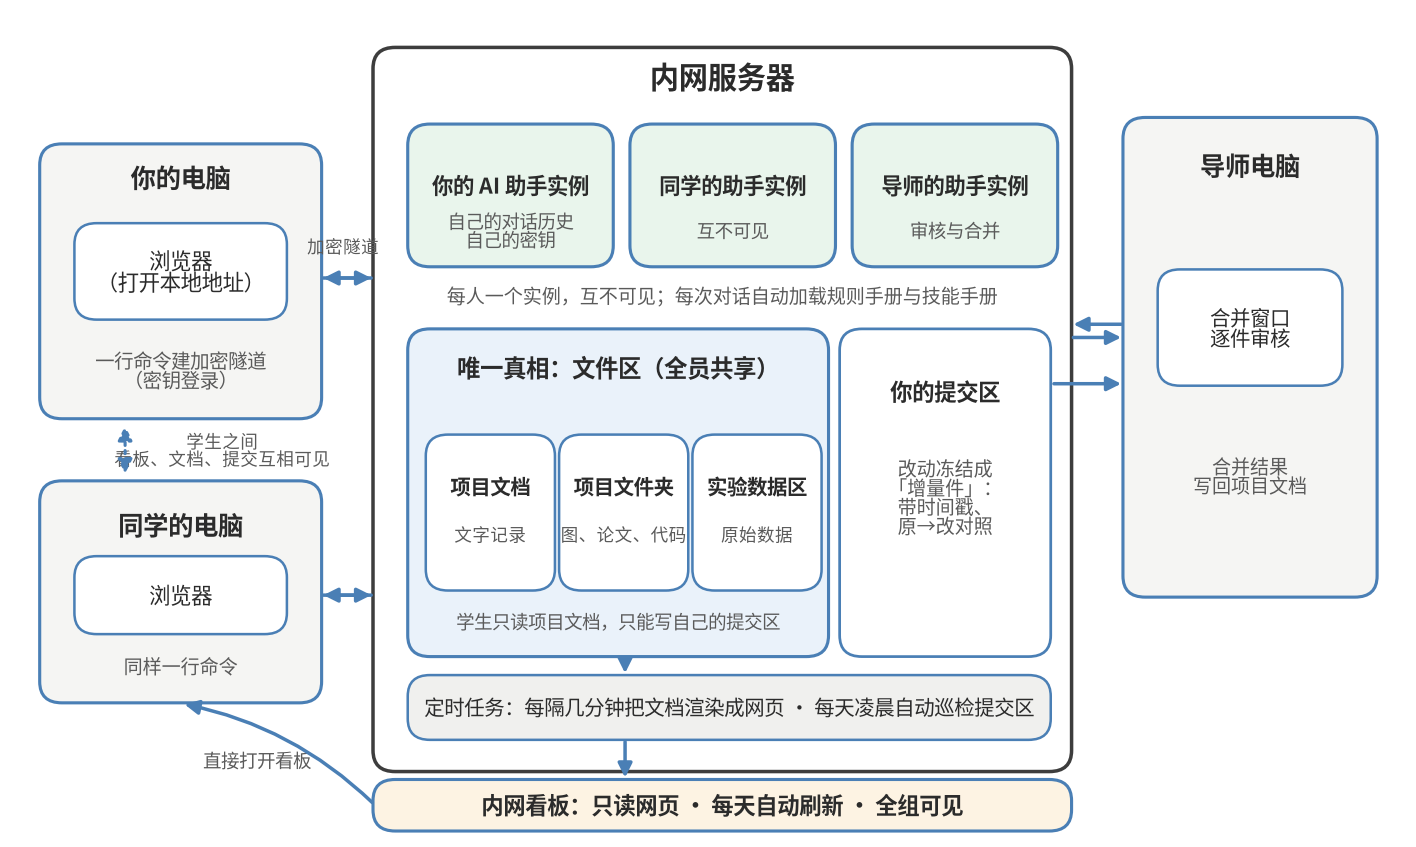 内网服务器
你的 AI 助手实例
自己的对话历史
自己的密钥
同学的助手实例
互不可见
导师的助手实例
审核与合并
每人一个实例，互不可见；每次对话自动加载规则手册与技能手册
你的电脑
浏览器
（打开本地地址）
一行命令建加密隧道
（密钥登录）
加密隧道
学生之间
看板、文档、提交互相可见
同学的电脑
浏览器
同样一行命令
直接打开看板
唯一真相：文件区（全员共享）
项目文档
文字记录
项目文件夹
图、论文、代码
实验数据区
原始数据
学生只读项目文档，只能写自己的提交区
你的提交区
改动冻结成
「增量件」：
带时间戳、
原→改对照
导师电脑
合并窗口
逐件审核
合并结果
写回项目文档
定时任务：每隔几分钟把文档渲染成网页 · 每天凌晨自动巡检提交区
内网看板：只读网页 · 每天自动刷新 · 全组可见